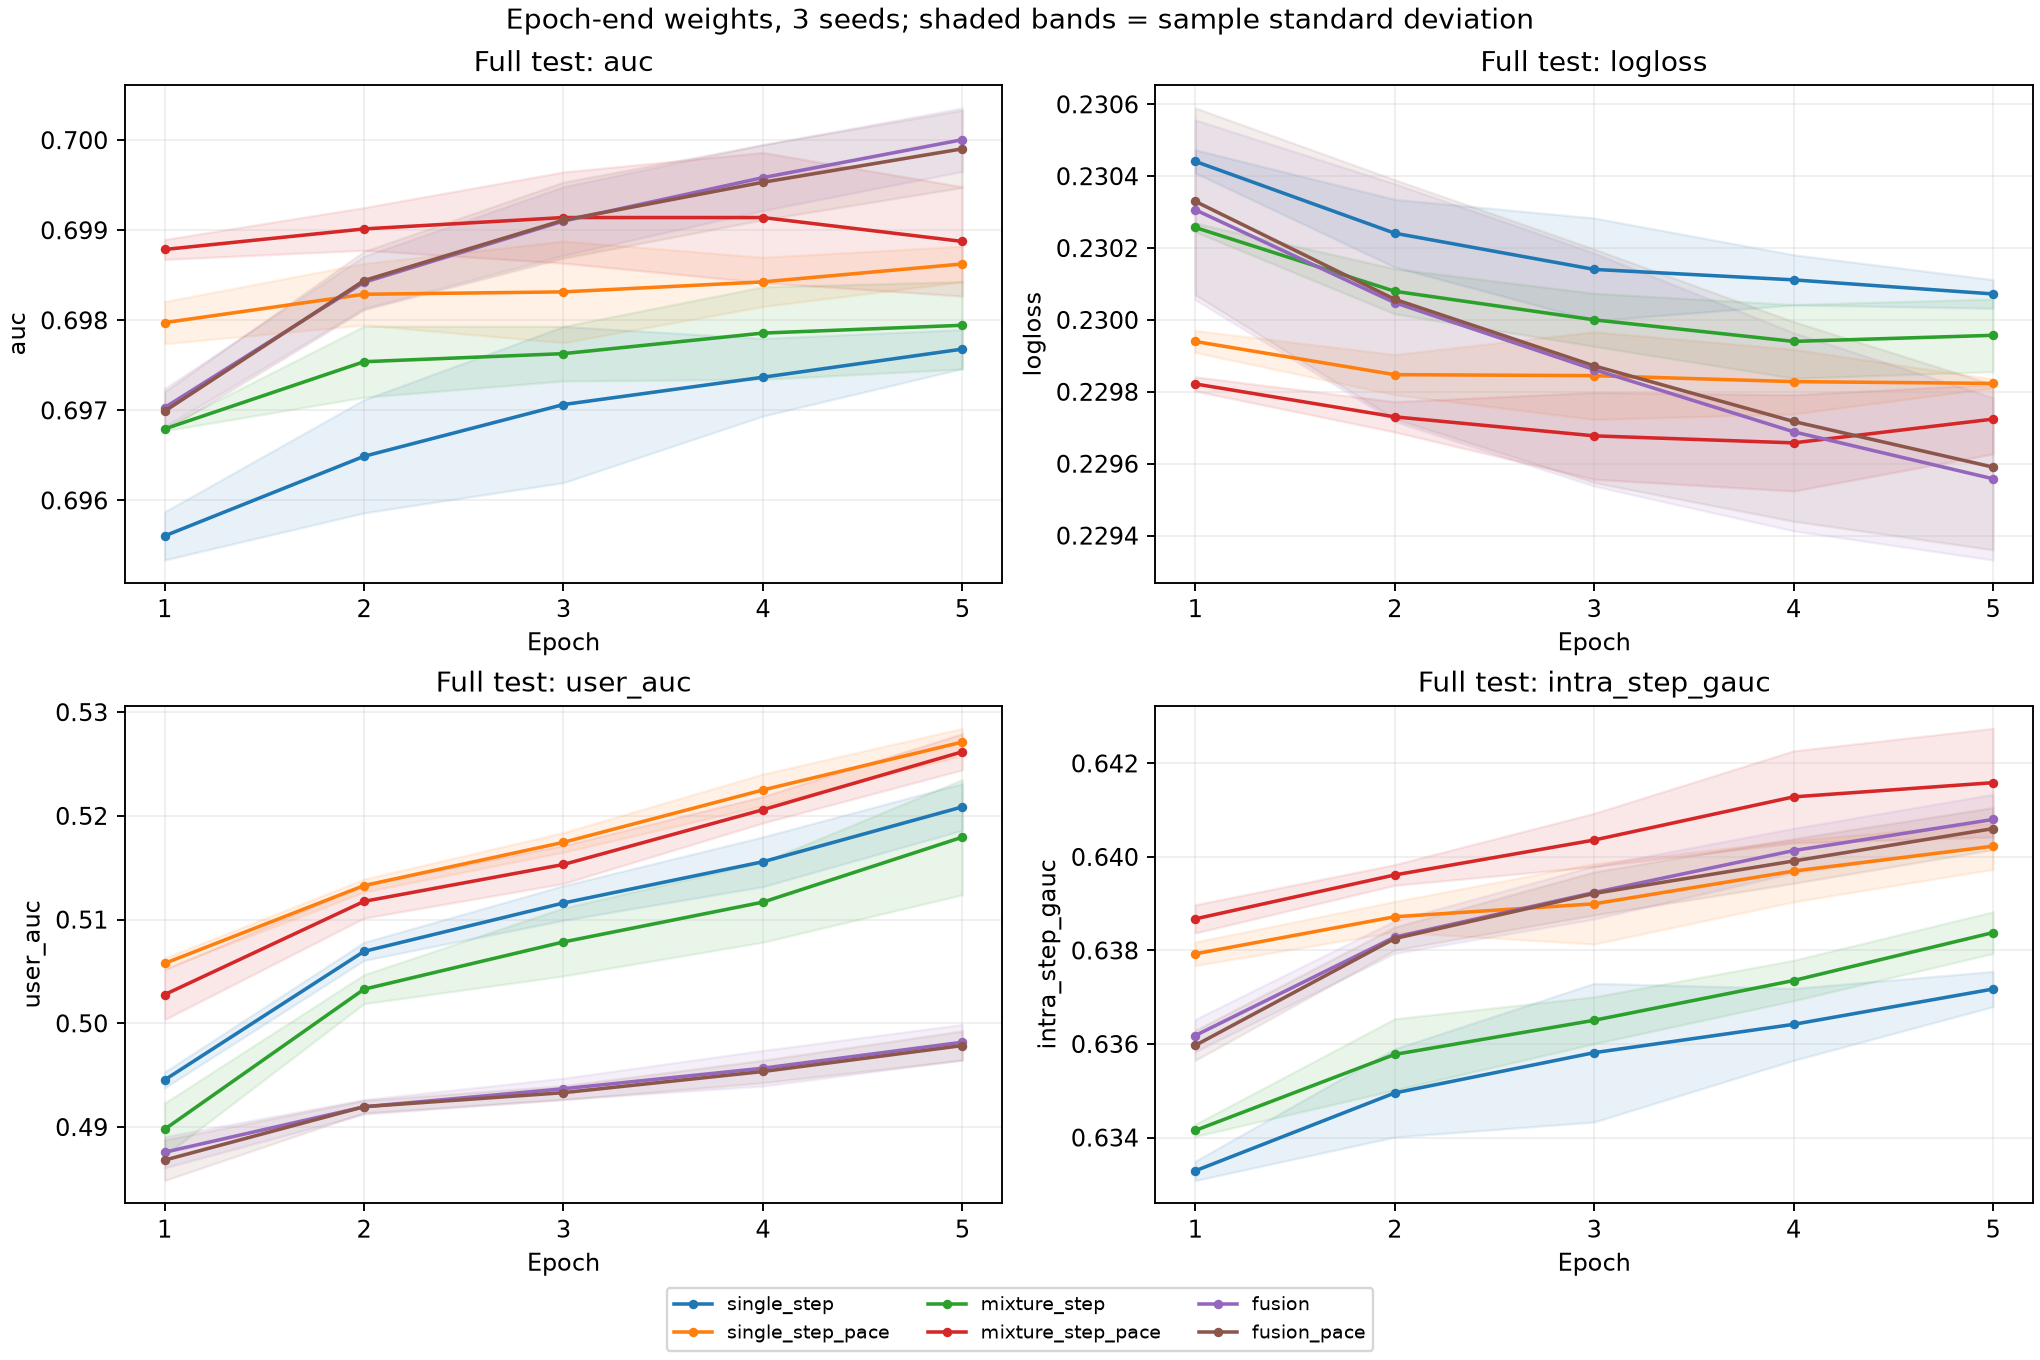 Epoch-end weights, 3 seeds; shaded bands = sample standard deviation
Full test: auc
0.700
0.699
0.698
0.697
0.696
auc
1 2 3 4 5
Epoch
Full test: logloss
0.2306
0.2304
0.2302
0.2300
0.2298
0.2296
0.2294
logloss
1 2 3 4 5
Epoch
Full test: user_auc
0.53
0.52
0.51
0.50
0.49
user_auc
1 2 3 4 5
Epoch
Full test: intra_step_gauc
0.642
0.640
0.638
0.636
0.634
intra_step_gauc
1 2 3 4 5
Epoch
single_step mixture_step fusion
single_step_pace mixture_step_pace fusion_pace